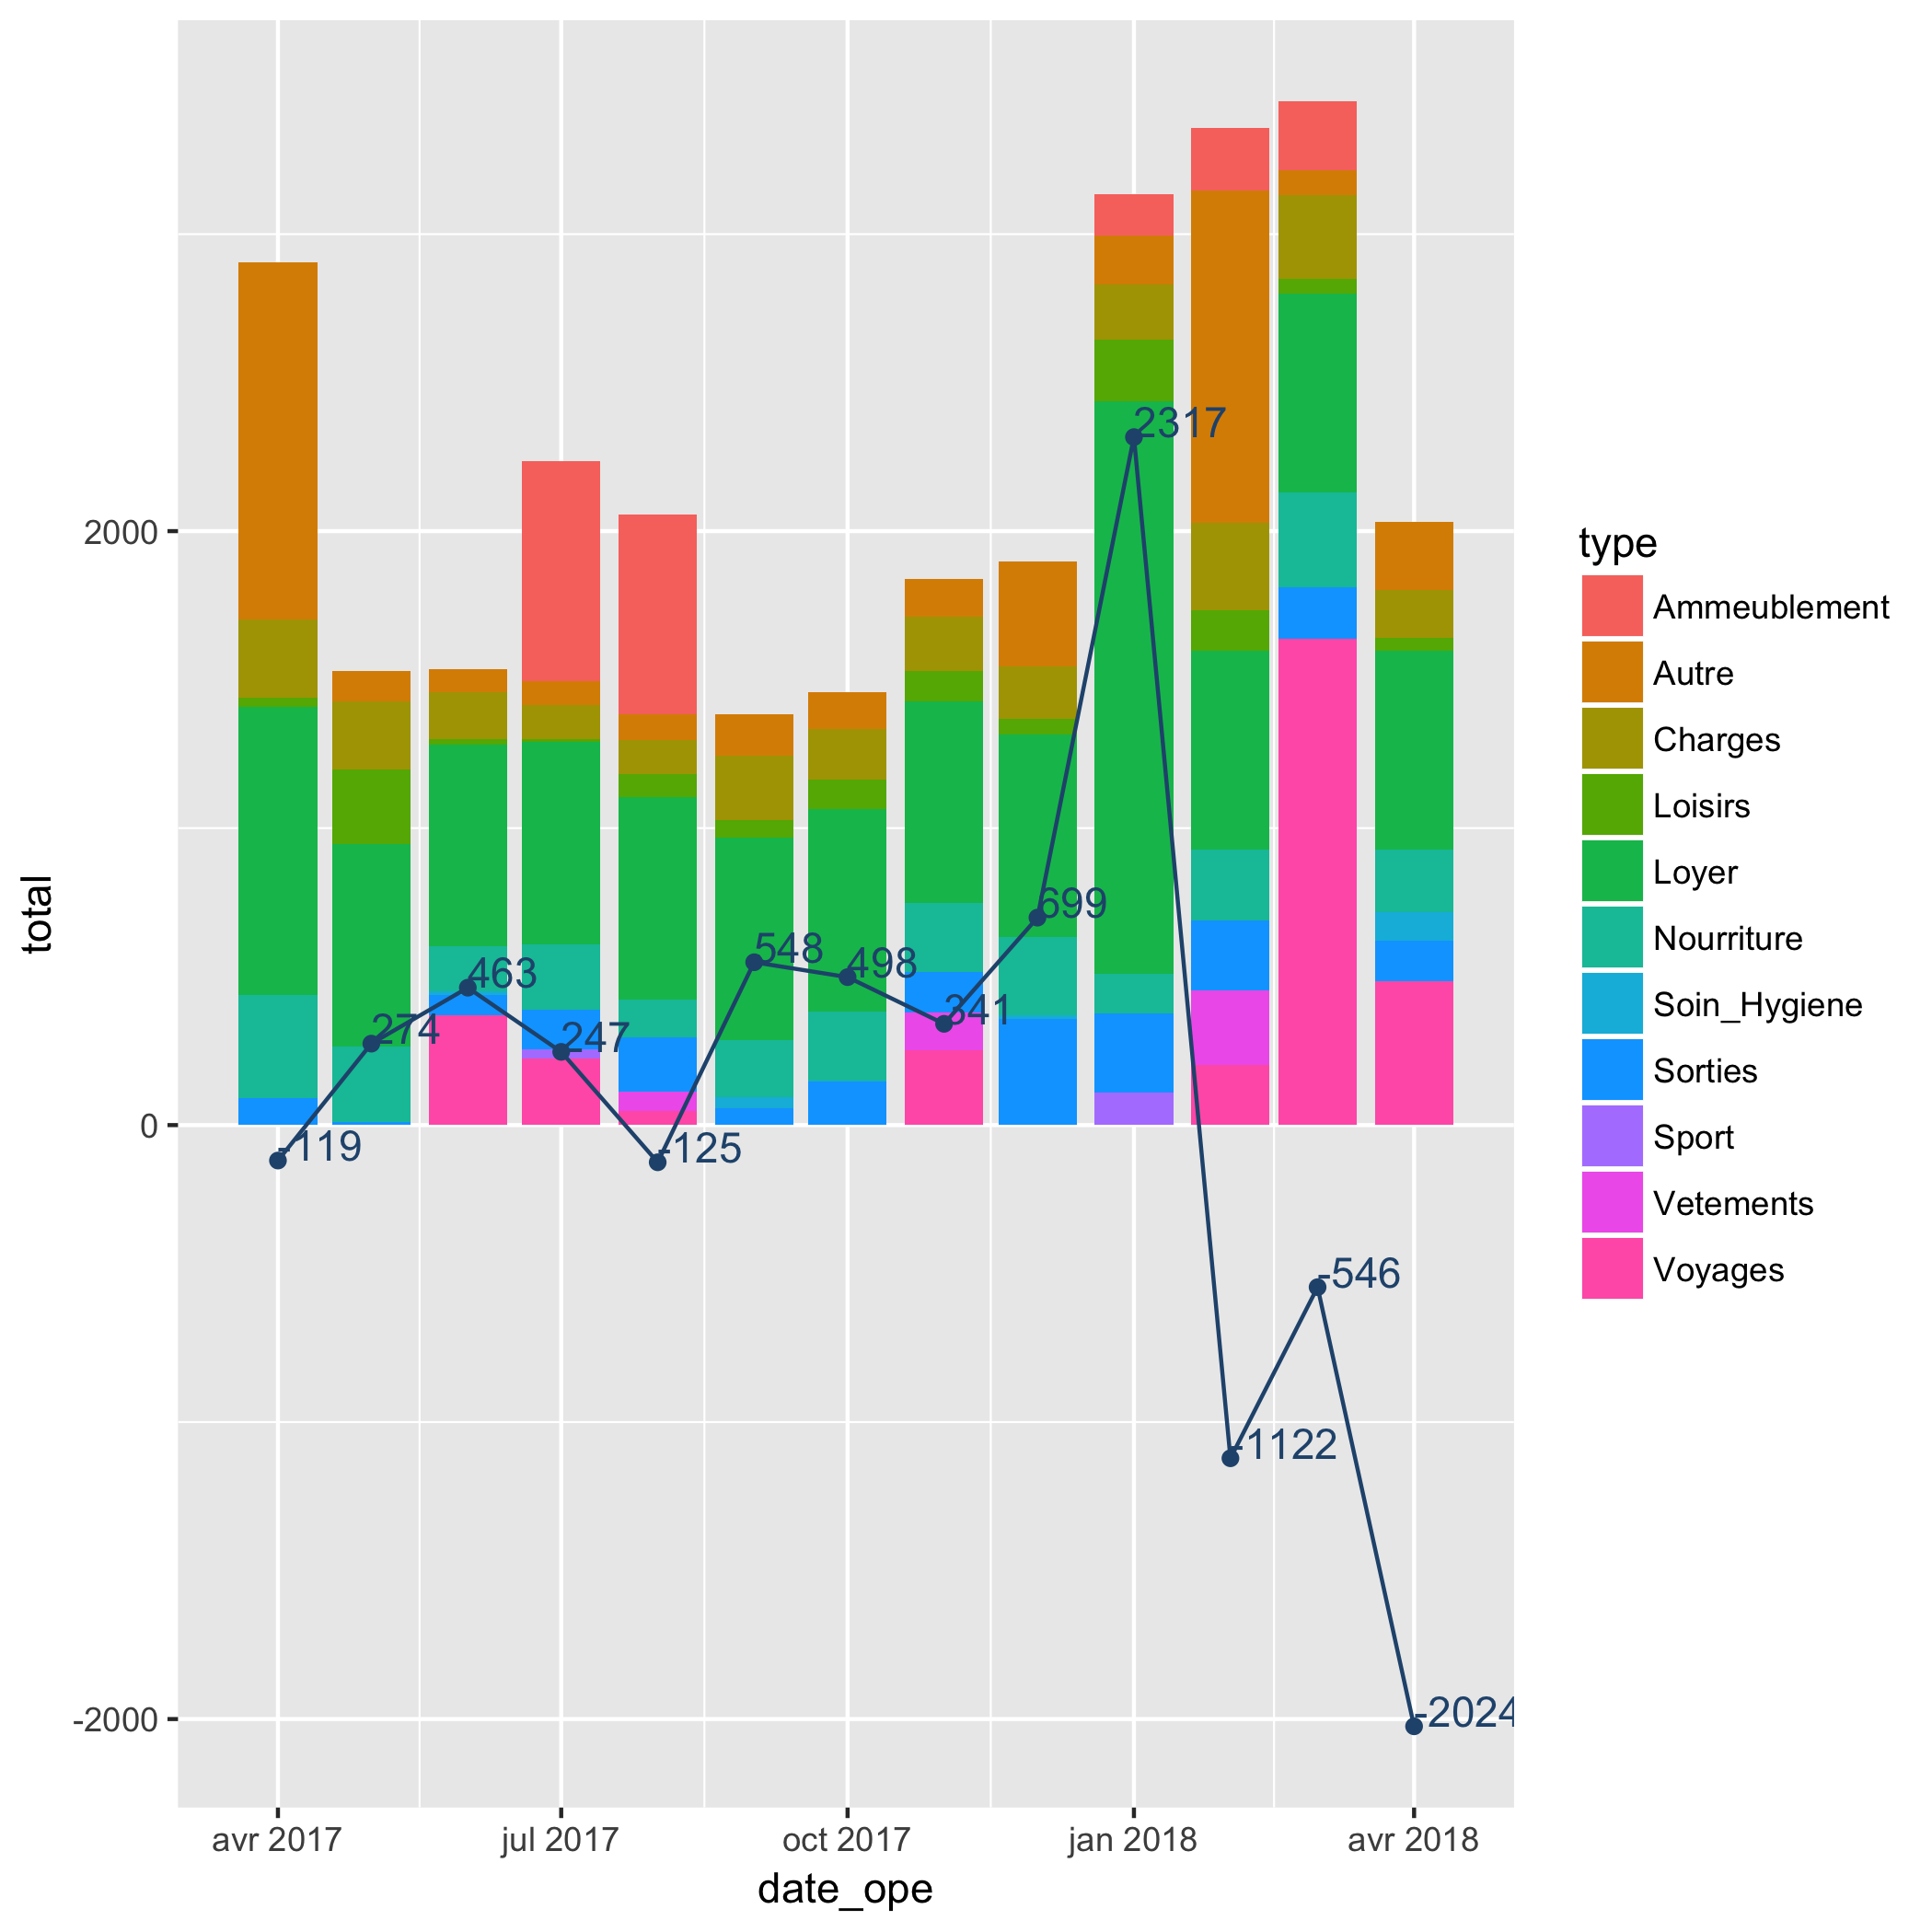 total
2000
0
-2000
2317
699
463
548
498
341
274
247
-119
-125
-546
-1122
-2024
avr 2017
jul 2017
oct 2017
jan 2018
avr 2018
date_ope
type
Ammeublement
Autre
Charges
Loisirs
Loyer
Nourriture
Soin_Hygiene
Sorties
Sport
Vetements
Voyages